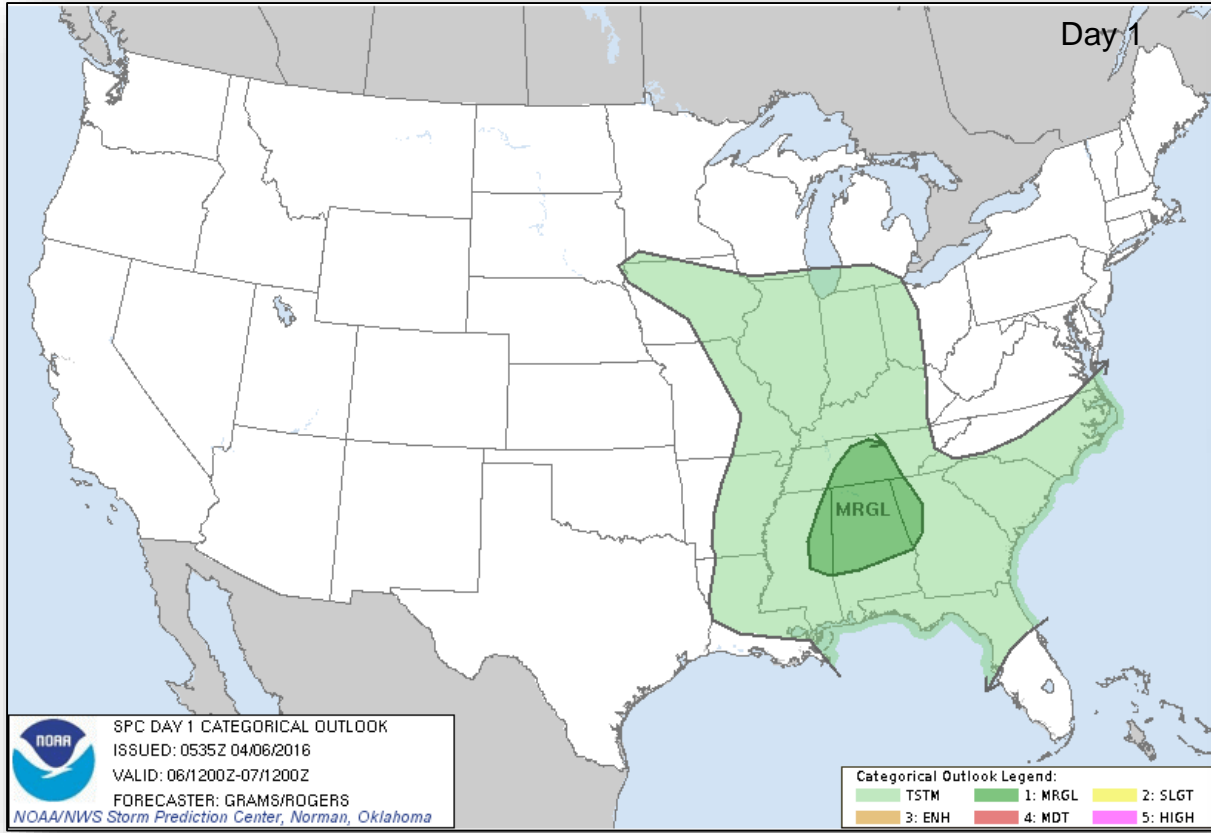 Day 1
MRGL
NOAA
SPC DAY 1 CATEGORICAL OUTLOOK
ISSUED: 0535Z 04/06/2016
VALID: 06/1200Z-07/1200Z
FORECASTER: GRAMS/ROGERS
NOAA/NWS Storm Prediction Center, Norman, Oklahoma
Categorical Outlook Legend:
TSTM 1: MRGL 2: SLGT
3: ENH 4: MDT 5: HIGH